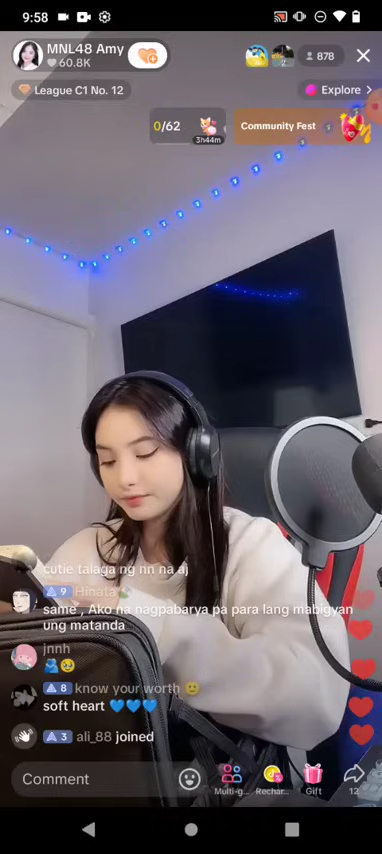 9:58
MNL48 Amy
60.8K
878
League C1 No. 12
Explore
0/62
3h44m
Community Fest
cutie talaga ng nn na aj
9 Hinata
same , Ako na nagpabarya pa para lang mabigyan
ung matanda
jnnh
8 know your worth 🙂
soft heart 💙💙💙
3 ali_88 joined
Comment
Multi-g...
Rechar...
Gift
12